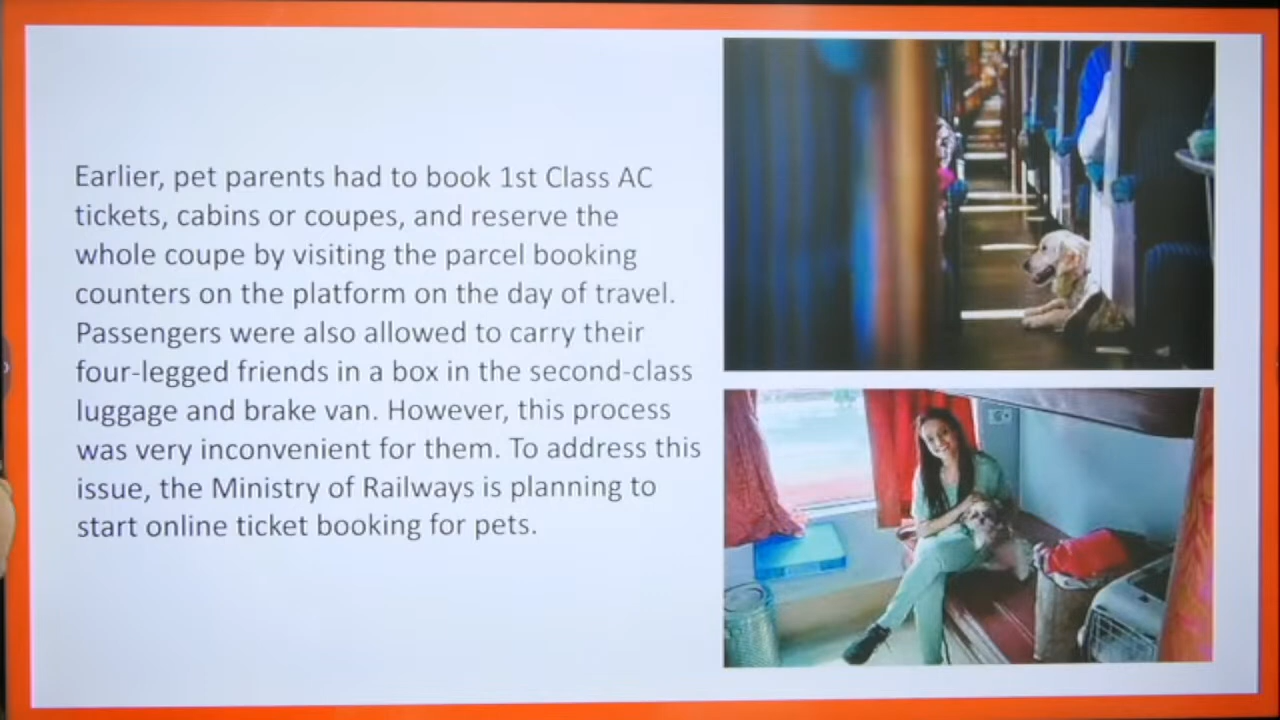 Earlier, pet parents had to book 1st Class AC
tickets, cabins or coupes, and reserve the
whole coupe by visiting the parcel booking
counters on the platform on the day of travel.
Passengers were also allowed to carry their
four-legged friends in a box in the second-class
luggage and brake van. However, this process
was very inconvenient for them. To address this
issue, the Ministry of Railways is planning to
start online ticket booking for pets.